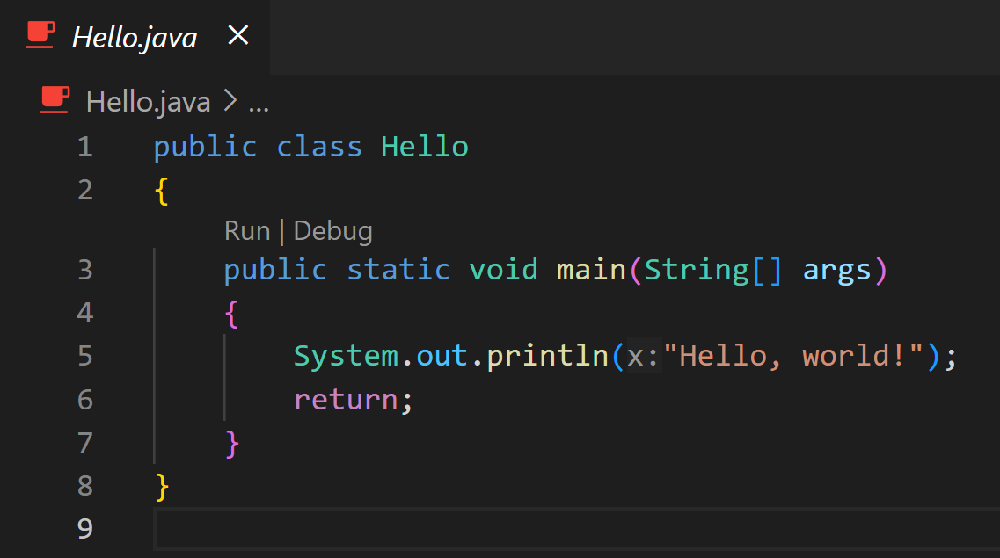 Hello.java ×
Hello.java > ...
1 public class Hello
2 {
Run | Debug
3 public static void main(String[] args)
4 {
5 System.out.println(x:"Hello, world!");
6 return;
7 }
8 }
9